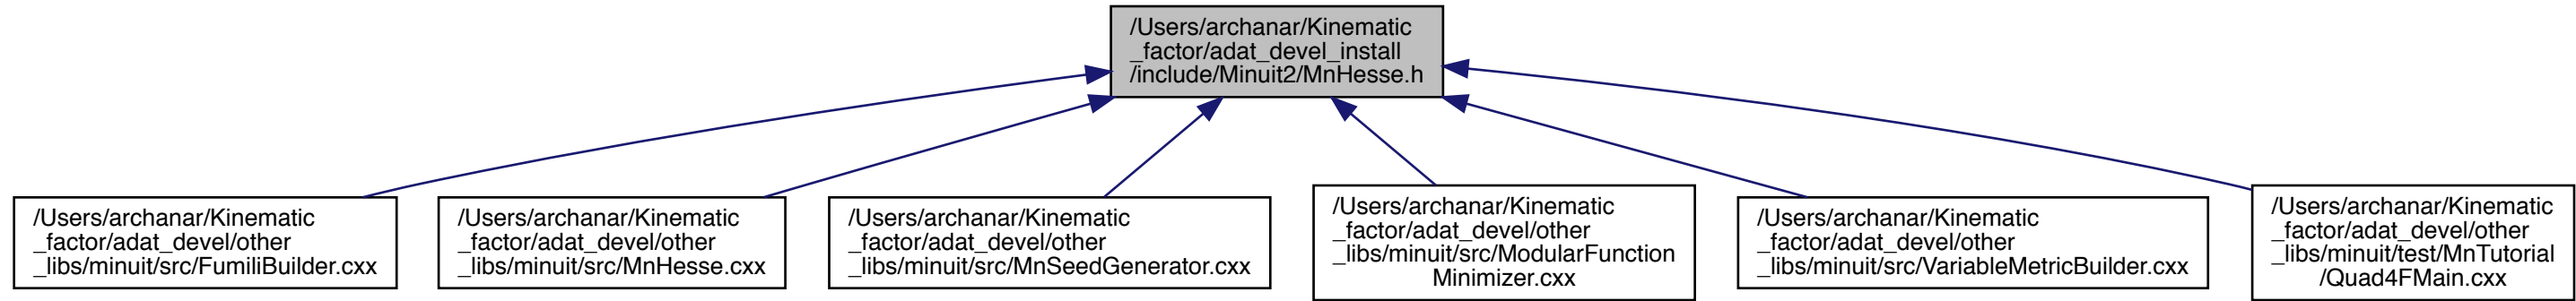 /Users/archanar/Kinematic
_factor/adat_devel_install
/include/Minuit2/MnHesse.h
/Users/archanar/Kinematic
_factor/adat_devel/other
_libs/minuit/src/FumiliBuilder.cxx
/Users/archanar/Kinematic
_factor/adat_devel/other
_libs/minuit/src/MnHesse.cxx
/Users/archanar/Kinematic
_factor/adat_devel/other
_libs/minuit/src/MnSeedGenerator.cxx
/Users/archanar/Kinematic
_factor/adat_devel/other
_libs/minuit/src/ModularFunction
Minimizer.cxx
/Users/archanar/Kinematic
_factor/adat_devel/other
_libs/minuit/src/VariableMetricBuilder.cxx
/Users/archanar/Kinematic
_factor/adat_devel/other
_libs/minuit/test/MnTutorial
/Quad4FMain.cxx